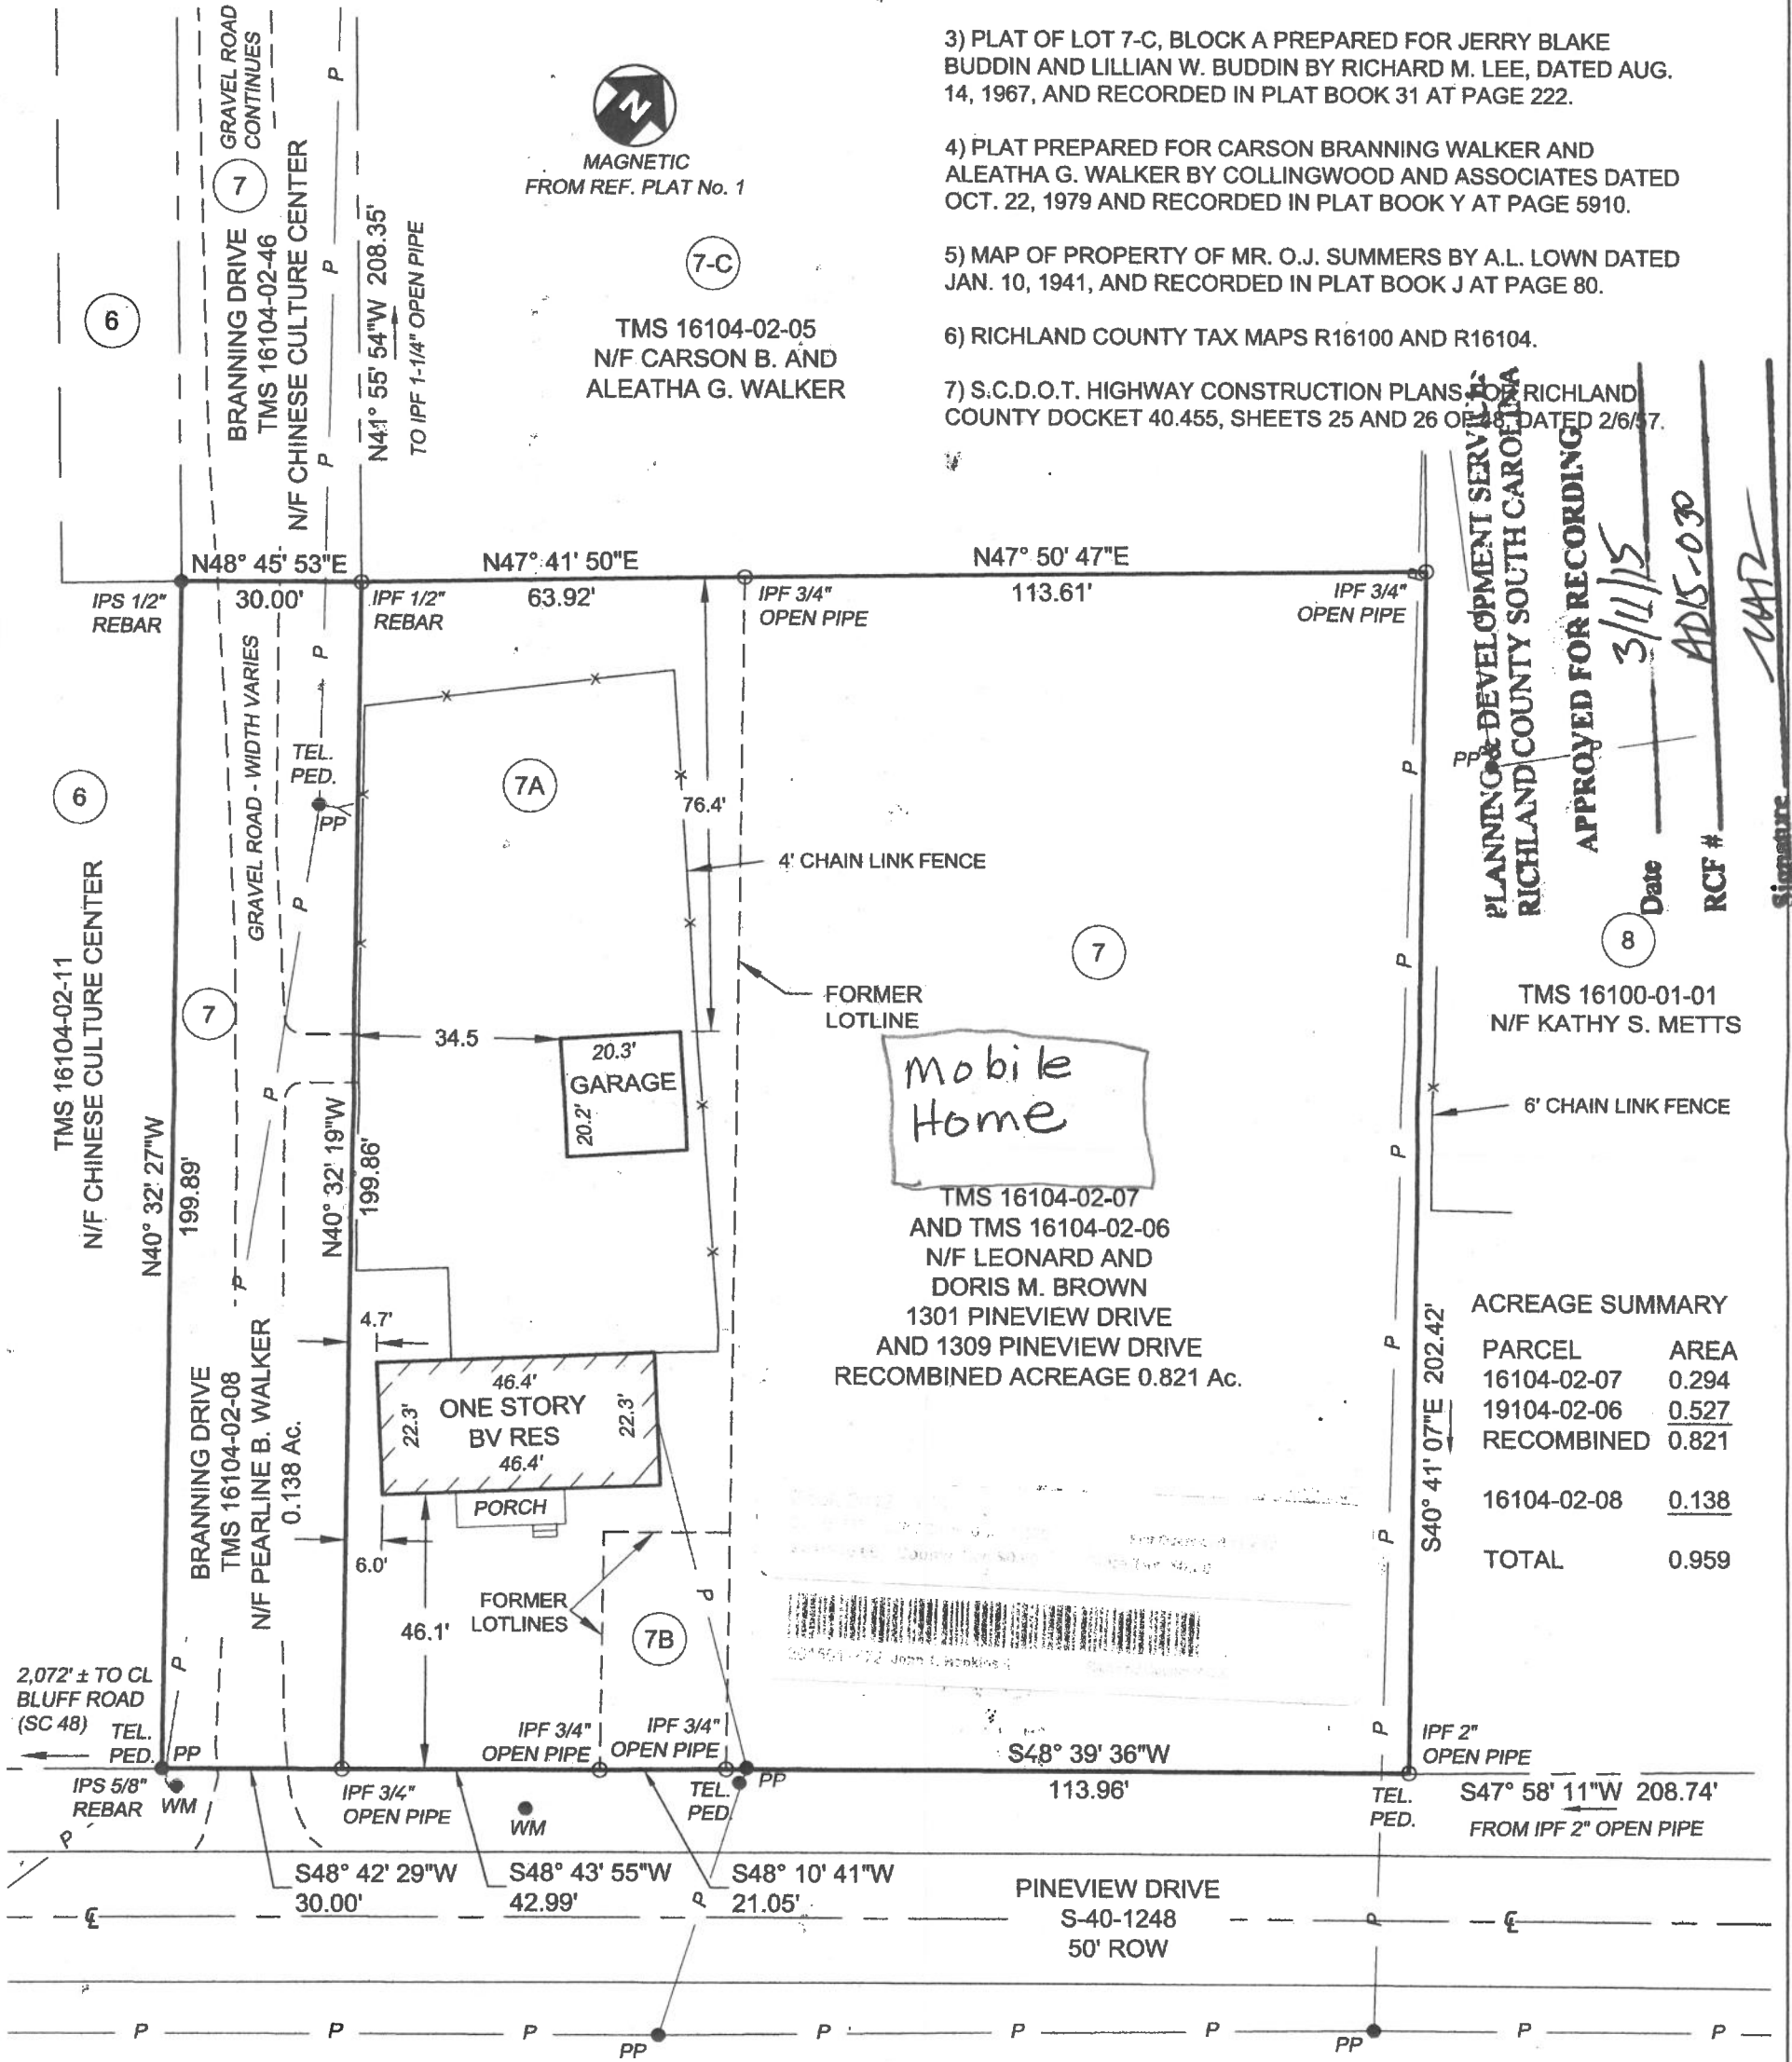 3) PLAT OF LOT 7-C, BLOCK A PREPARED FOR JERRY BLAKE
BUDDIN AND LILLIAN W. BUDDIN BY RICHARD M. LEE, DATED AUG.
14, 1967, AND RECORDED IN PLAT BOOK 31 AT PAGE 222.
4) PLAT PREPARED FOR CARSON BRANNING WALKER AND
ALEATHA G. WALKER BY COLLINGWOOD AND ASSOCIATES DATED
OCT. 22, 1979 AND RECORDED IN PLAT BOOK Y AT PAGE 5910.
5) MAP OF PROPERTY OF MR. O.J. SUMMERS BY A.L. LOWN DATED
JAN. 10, 1941, AND RECORDED IN PLAT BOOK J AT PAGE 80.
6) RICHLAND COUNTY TAX MAPS R16100 AND R16104.
7) S.C.D.O.T. HIGHWAY CONSTRUCTION PLANS FOR RICHLAND
COUNTY DOCKET 40.455, SHEETS 25 AND 26 OF 48, DATED 2/6/57.
PLANNING & DEVELOPMENT SERVICE
RICHLAND COUNTY SOUTH CAROLINA
APPROVED FOR RECORDING
Date 3/11/15
RCF # AD15-030
Signature
N
MAGNETIC
FROM REF. PLAT No. 1
7-C
TMS 16104-02-05
N/F CARSON B. AND
ALEATHA G. WALKER
GRAVEL ROAD
CONTINUES
7
BRANNING DRIVE
TMS 16104-02-46
N/F CHINESE CULTURE CENTER
N41° 55' 54"W 208.35'
TO IPF 1-1/4" OPEN PIPE
P
P
P
6
N48° 45' 53"E
30.00'
N47° 41' 50"E
63.92'
N47° 50' 47"E
113.61'
IPS 1/2"
REBAR
IPF 1/2"
REBAR
IPF 3/4"
OPEN PIPE
IPF 3/4"
OPEN PIPE
P
P
GRAVEL ROAD - WIDTH VARIES
TEL.
PED.
PP
6
7A
76.4'
4' CHAIN LINK FENCE
TMS 16104-02-11
N/F CHINESE CULTURE CENTER
7
P
P
P
N40° 32' 27"W
199.89'
N40° 32' 19"W
199.86'
34.5
20.3'
GARAGE
20.2'
FORMER
LOTLINE
7
Mobile
Home
TMS 16104-02-07
AND TMS 16104-02-06
N/F LEONARD AND
DORIS M. BROWN
1301 PINEVIEW DRIVE
AND 1309 PINEVIEW DRIVE
RECOMBINED ACREAGE 0.821 Ac.
PP
P
P
P
P
P
P
P
8
TMS 16100-01-01
N/F KATHY S. METTS
6' CHAIN LINK FENCE
S40° 41' 07"E 202.42'
ACREAGE SUMMARY
PARCEL AREA
16104-02-07 0.294
19104-02-06 0.527
RECOMBINED 0.821
16104-02-08 0.138
TOTAL 0.959
BRANNING DRIVE
TMS 16104-02-08
N/F PEARLINE B. WALKER
0.138 Ac.
4.7'
46.4'
ONE STORY
BV RES
46.4'
22.3'
22.3'
PORCH
6.0'
46.1'
FORMER
LOTLINES
7B
P
P
2,072' ± TO CL
BLUFF ROAD
(SC 48)
TEL.
PED.
PP
IPS 5/8"
REBAR
WM
IPF 3/4"
OPEN PIPE
WM
IPF 3/4"
OPEN PIPE
IPF 3/4"
OPEN PIPE
TEL.
PED.
PP
S48° 39' 36"W
113.96'
IPF 2"
OPEN PIPE
TEL.
PED.
S47° 58' 11"W 208.74'
FROM IPF 2" OPEN PIPE
S48° 42' 29"W
30.00'
S48° 43' 55"W
42.99'
S48° 10' 41"W
21.05'
P
P
P
PINEVIEW DRIVE
S-40-1248
50' ROW
℄
℄
P P P PP P P P PP P P